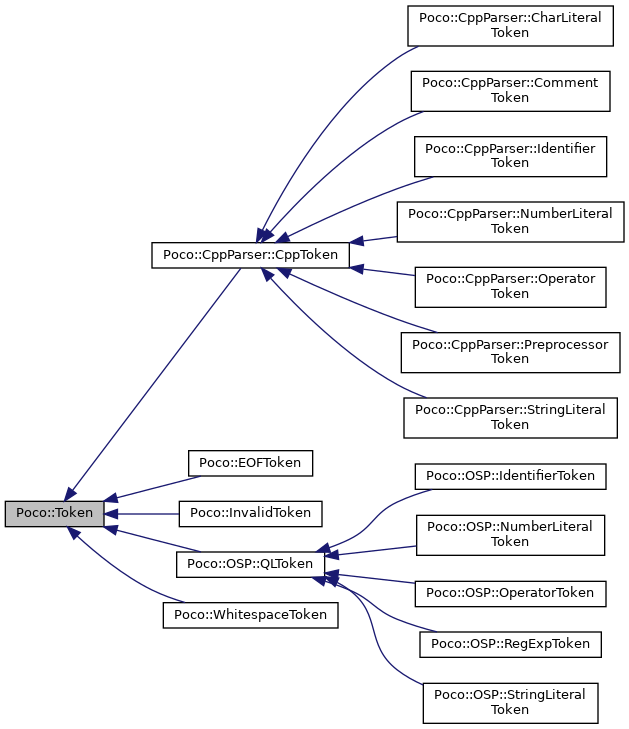 Poco::CppParser::CharLiteral
Token
Poco::CppParser::Comment
Token
Poco::CppParser::Identifier
Token
Poco::CppParser::NumberLiteral
Token
Poco::CppParser::CppToken
Poco::CppParser::Operator
Token
Poco::CppParser::Preprocessor
Token
Poco::CppParser::StringLiteral
Token
Poco::EOFToken
Poco::OSP::IdentifierToken
Poco::Token
Poco::InvalidToken
Poco::OSP::NumberLiteral
Token
Poco::OSP::QLToken
Poco::OSP::OperatorToken
Poco::WhitespaceToken
Poco::OSP::RegExpToken
Poco::OSP::StringLiteral
Token